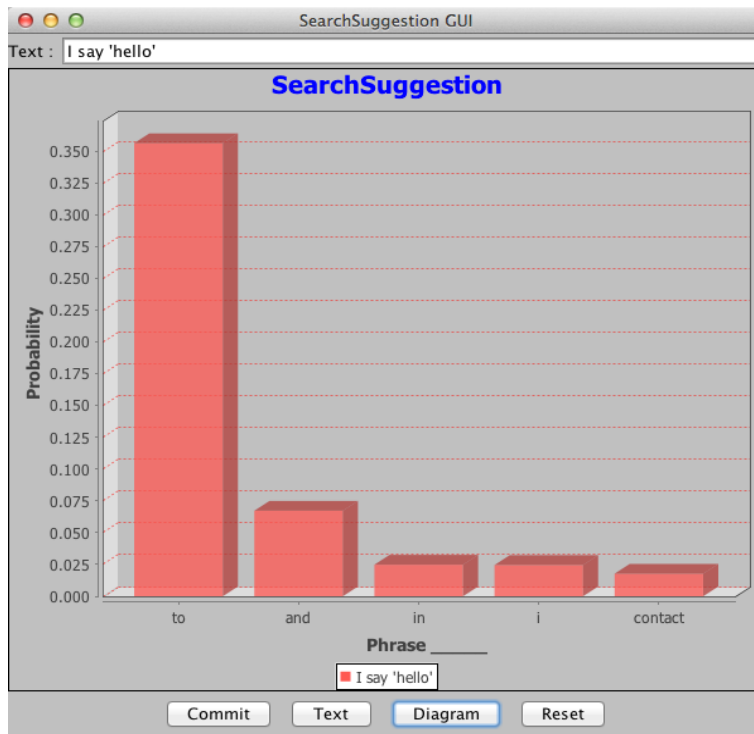 SearchSuggestion GUI
Text : I say 'hello'
SearchSuggestion
Probability
0.350
0.325
0.300
0.275
0.250
0.225
0.200
0.175
0.150
0.125
0.100
0.075
0.050
0.025
0.000
to and in i contact
Phrase ______
I say 'hello'
Commit Text Diagram Reset